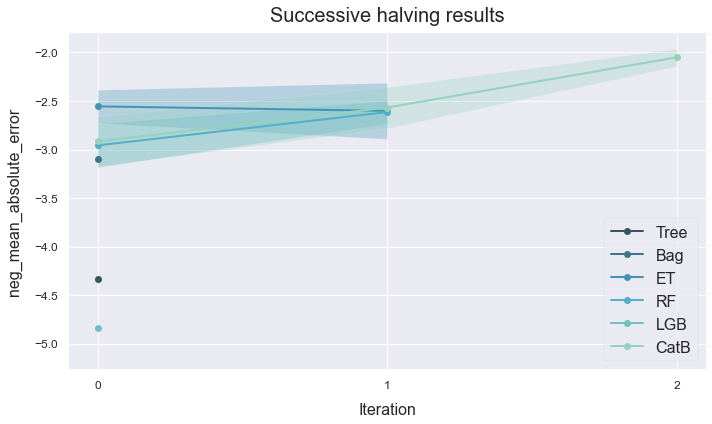 Successive halving results
neg_mean_absolute_error
−2.0
−2.5
−3.0
−3.5
−4.0
−4.5
−5.0
Tree
Bag
ET
RF
LGB
CatB
0
1
2
Iteration